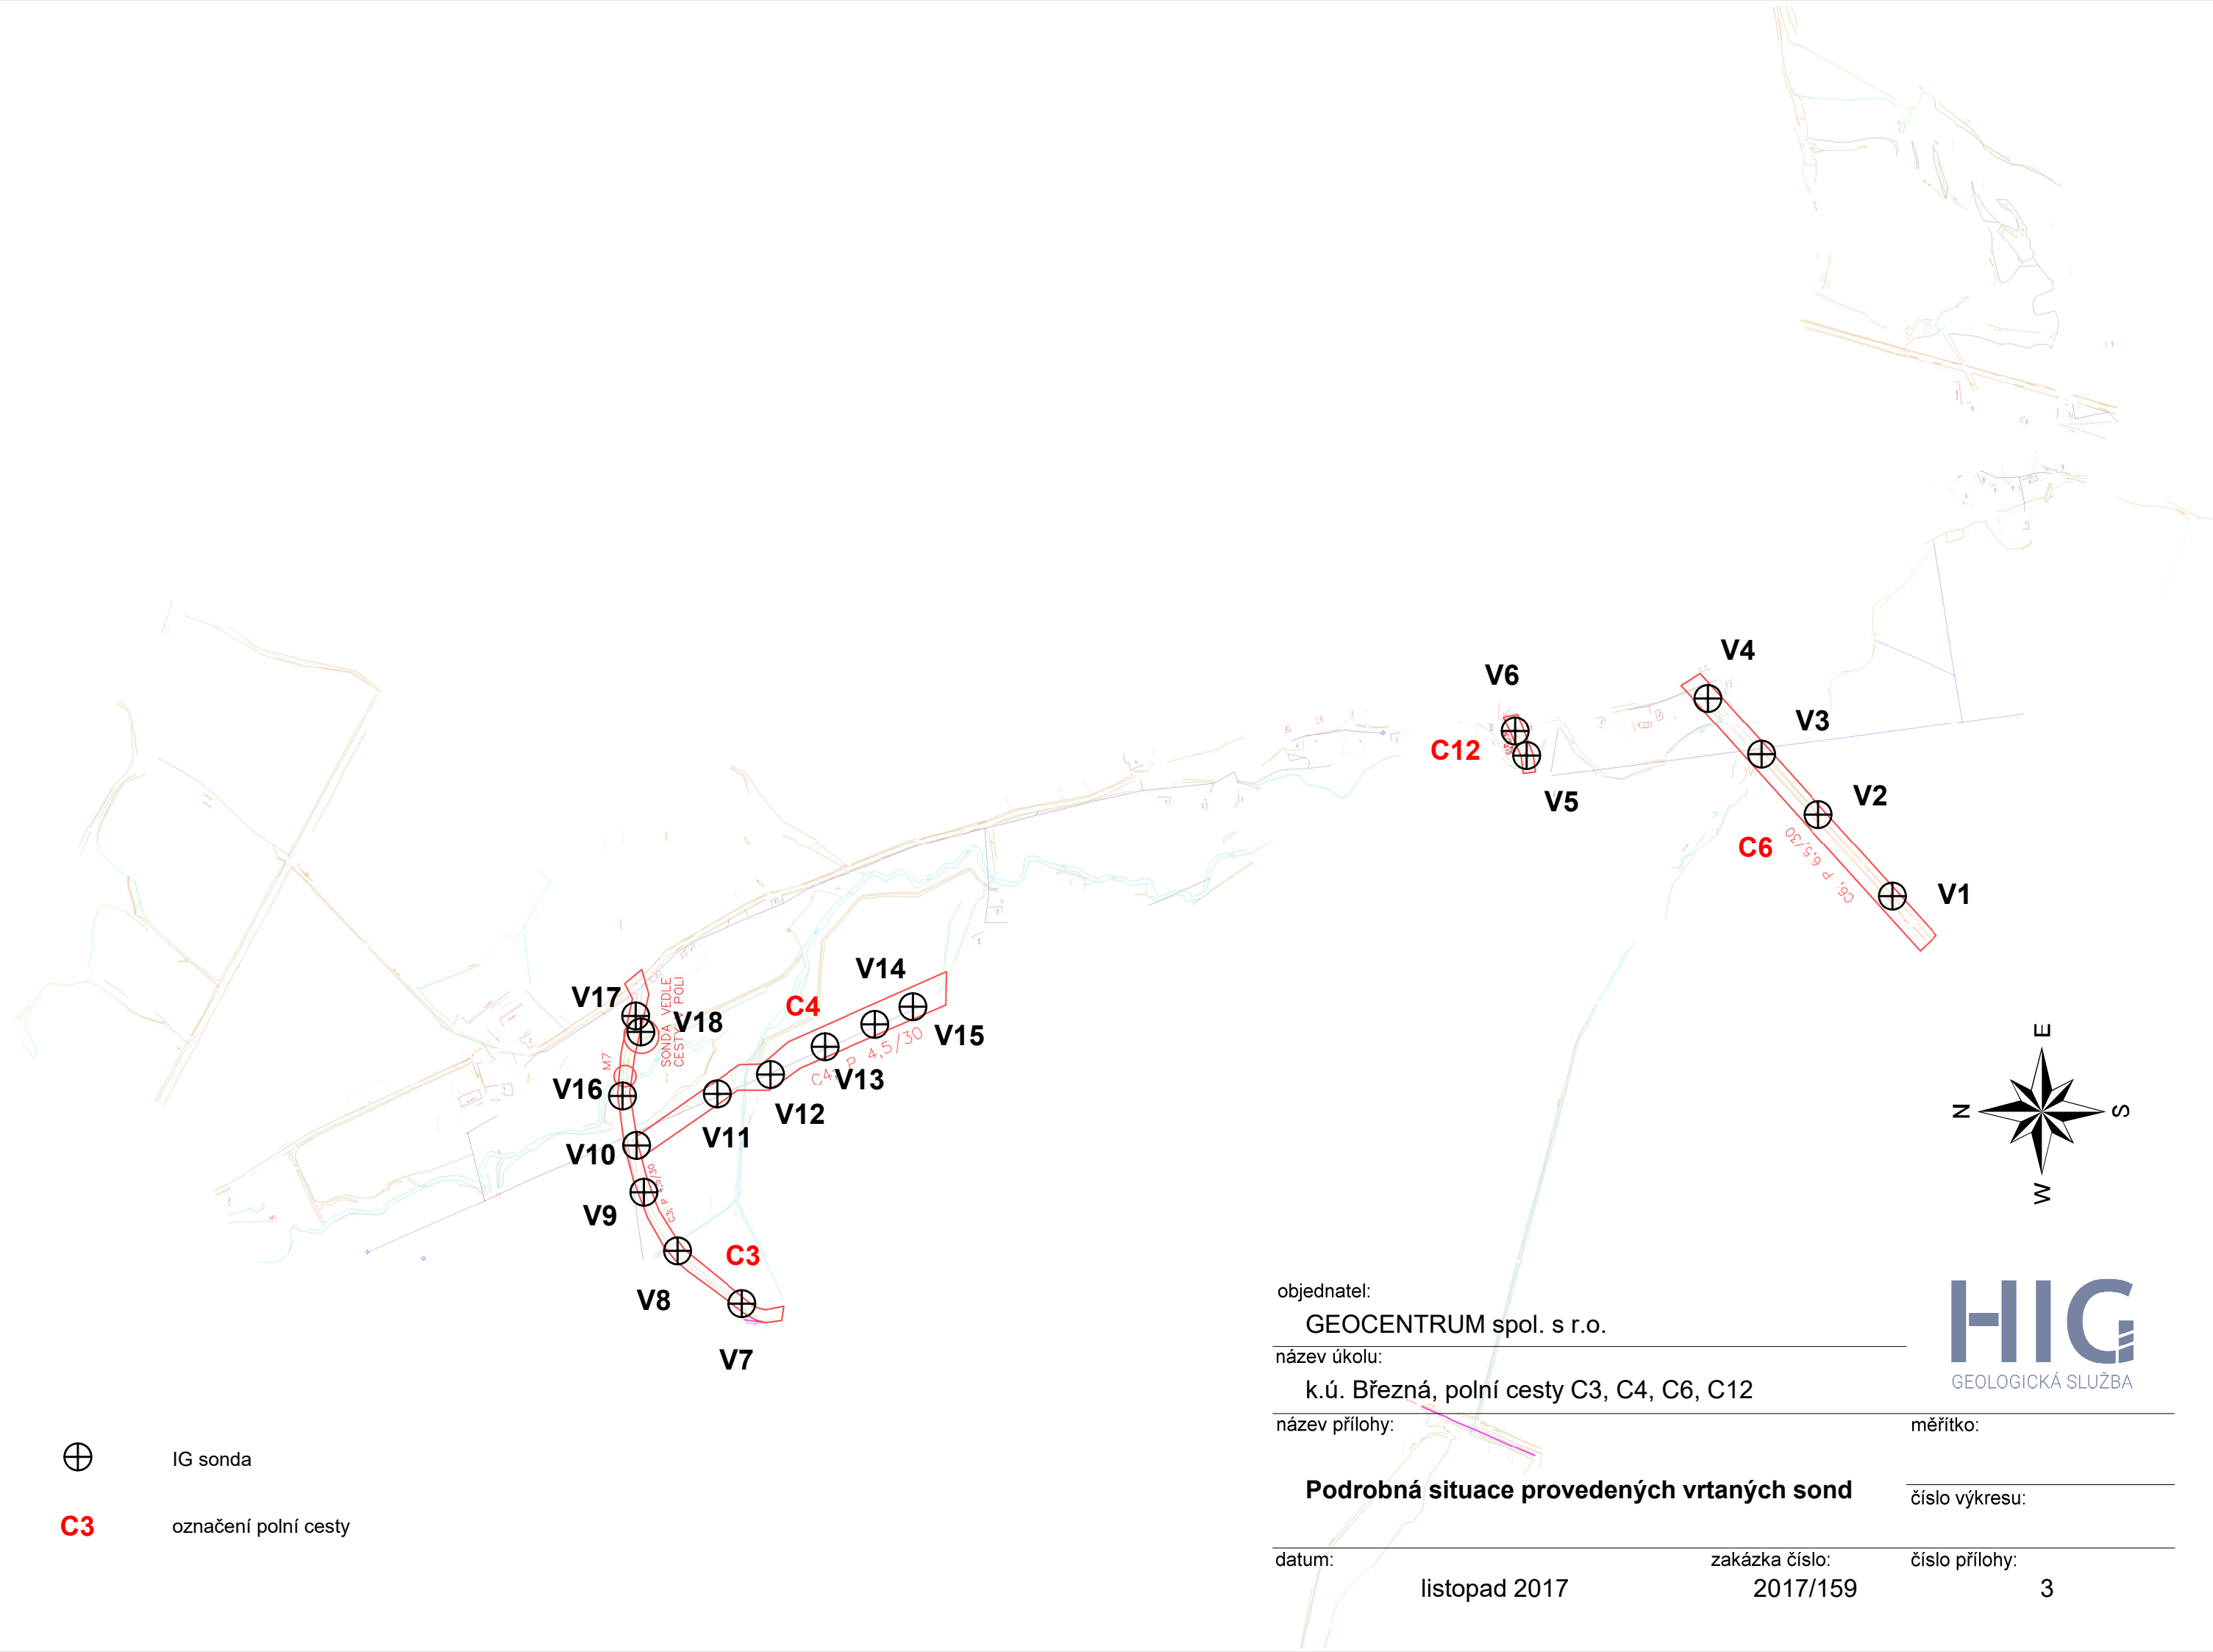 V4
V6
V3
C12
V5
V2
C6
C6; P 6,5/30
V1
V14
V17
C4
V18
SONDA VEDLE
CESTY V POLI
V15
M7
C4; P 4,5/30
V13
V16
V12
V11
V10
C3; P 4,5/30
V9
C3
V8
V7
E
N
S
W
objednatel:
GEOCENTRUM spol. s r.o.
název úkolu:
k.ú. Březná, polní cesty C3, C4, C6, C12
HIG
GEOLOGICKÁ SLUŽBA
název přílohy:
měřítko:
Podrobná situace provedených vrtaných sond
číslo výkresu:
datum:
zakázka číslo:
číslo přílohy:
listopad 2017
2017/159
3
IG sonda
C3
označení polní cesty